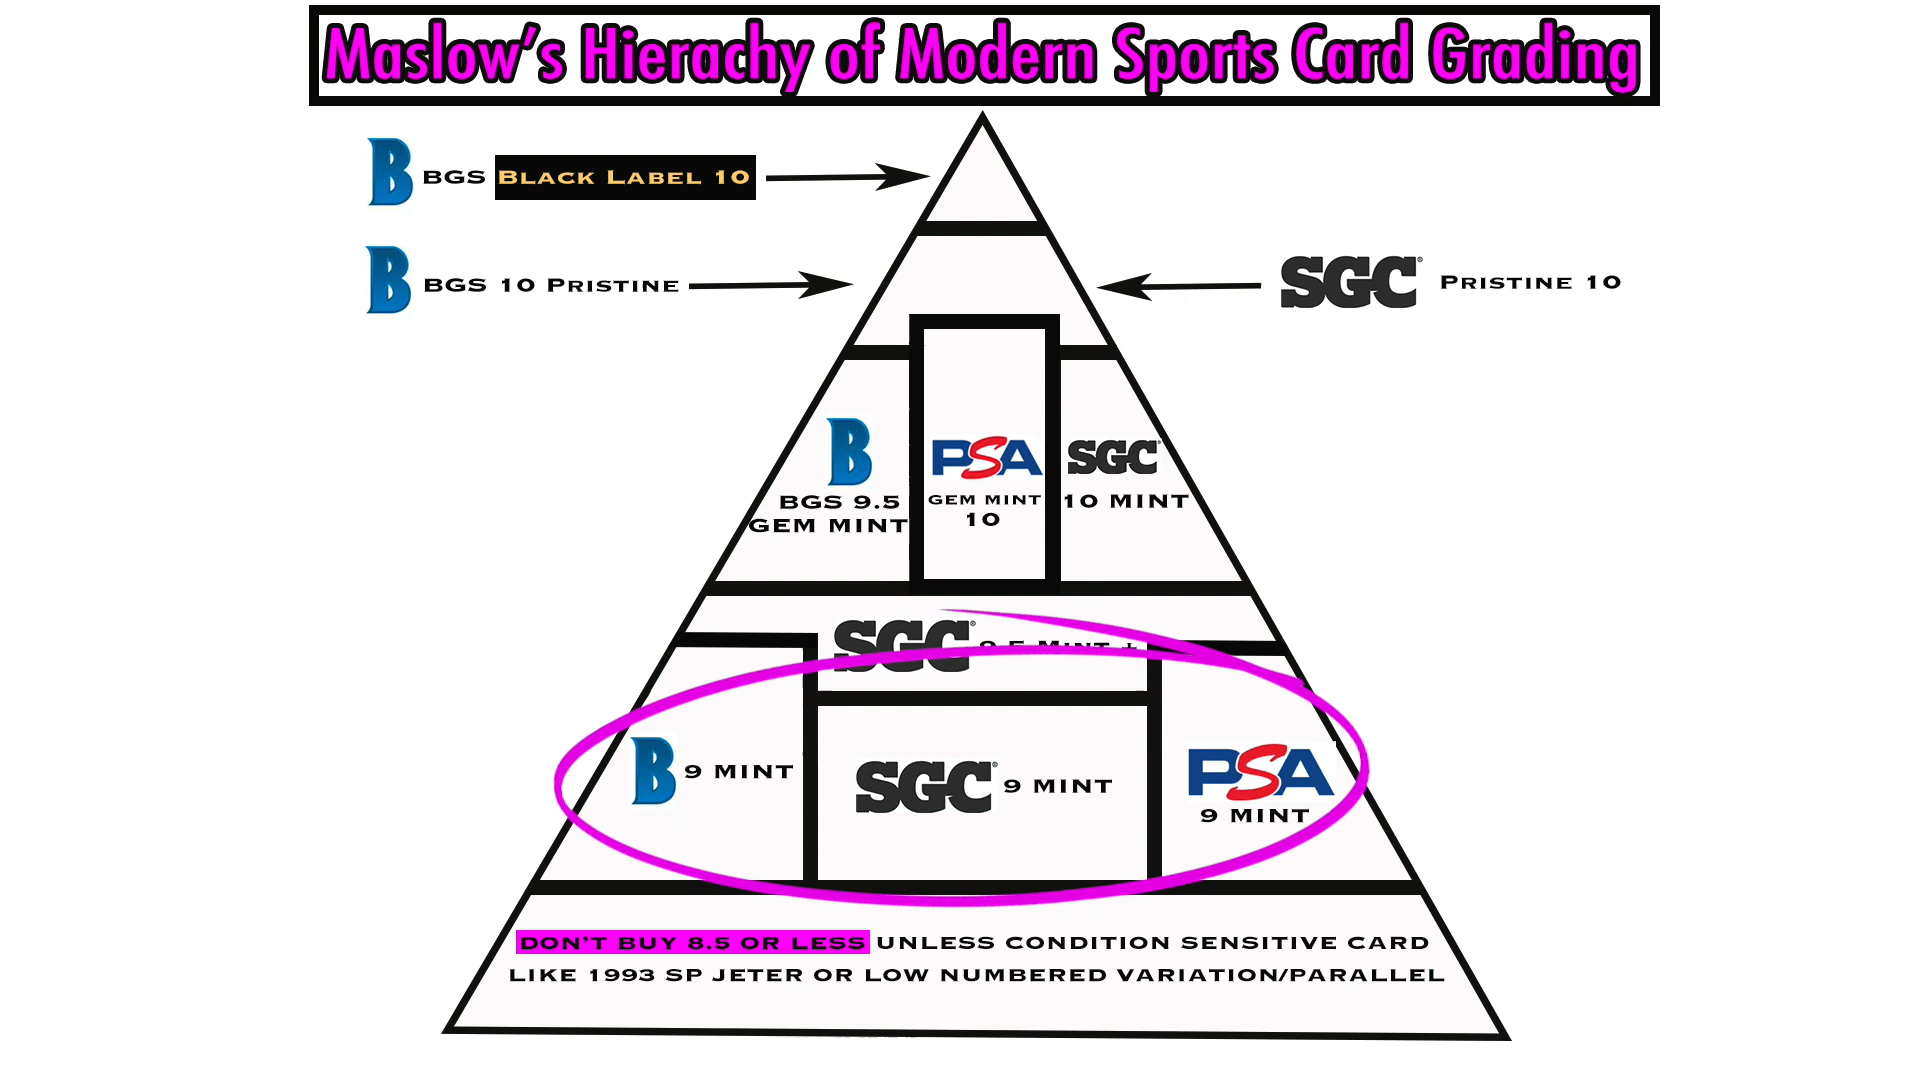 Maslow's Hierachy of Modern Sports Card Grading
B BGS BLACK LABEL 10
B BGS 10 PRISTINE
SGC® PRISTINE 10
B
BGS 9.5
GEM MINT
PSA
GEM MINT
10
SGC®
10 MINT
SGC® 9.5 MINT +
B 9 MINT
SGC® 9 MINT
PSA
9 MINT
DON'T BUY 8.5 OR LESS UNLESS CONDITION SENSITIVE CARD
LIKE 1993 SP JETER OR LOW NUMBERED VARIATION/PARALLEL